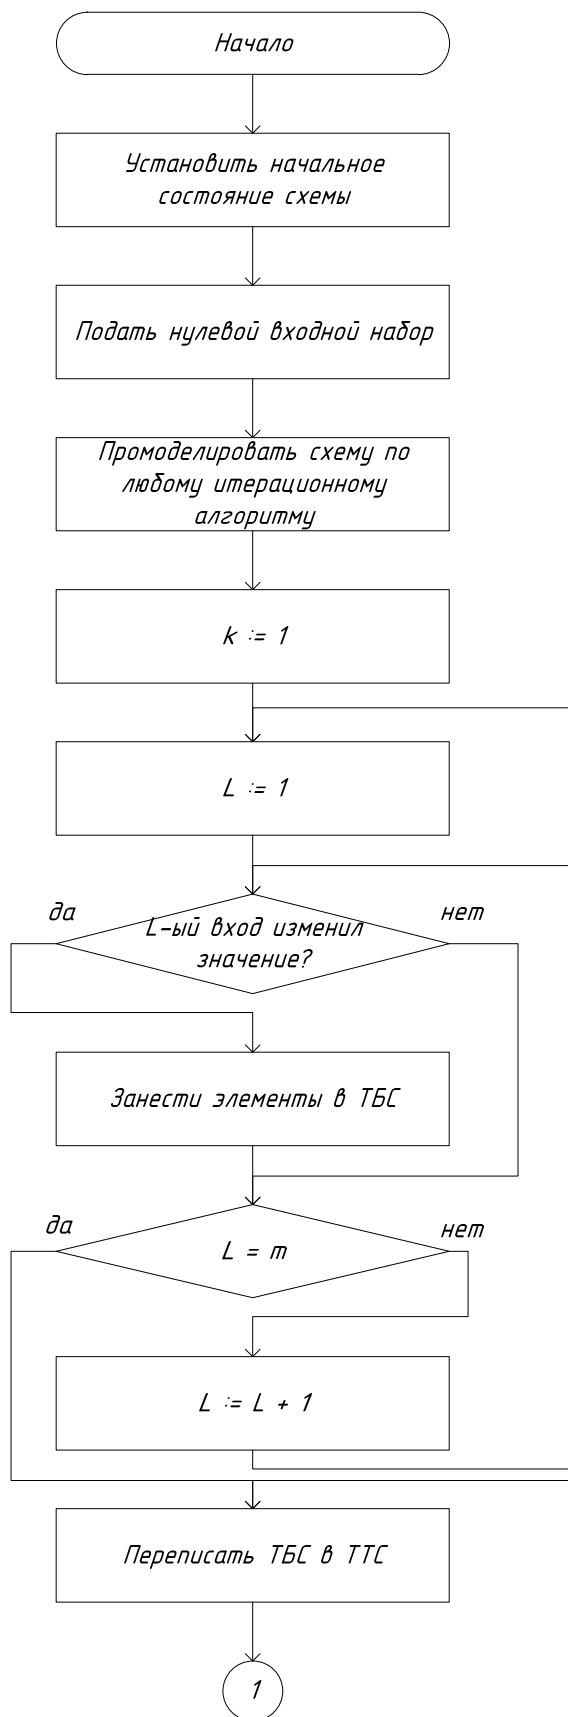 Начало
Установить начальное
состояние схемы
Подать нулевой входной набор
Промоделировать схему по
любому итерационному
алгоритму
k := 1
L := 1
да
нет
L-ый вход изменил
значение?
Занести элементы в ТБС
да
нет
L = m
L := L + 1
Переписать ТБС в ТТС
1